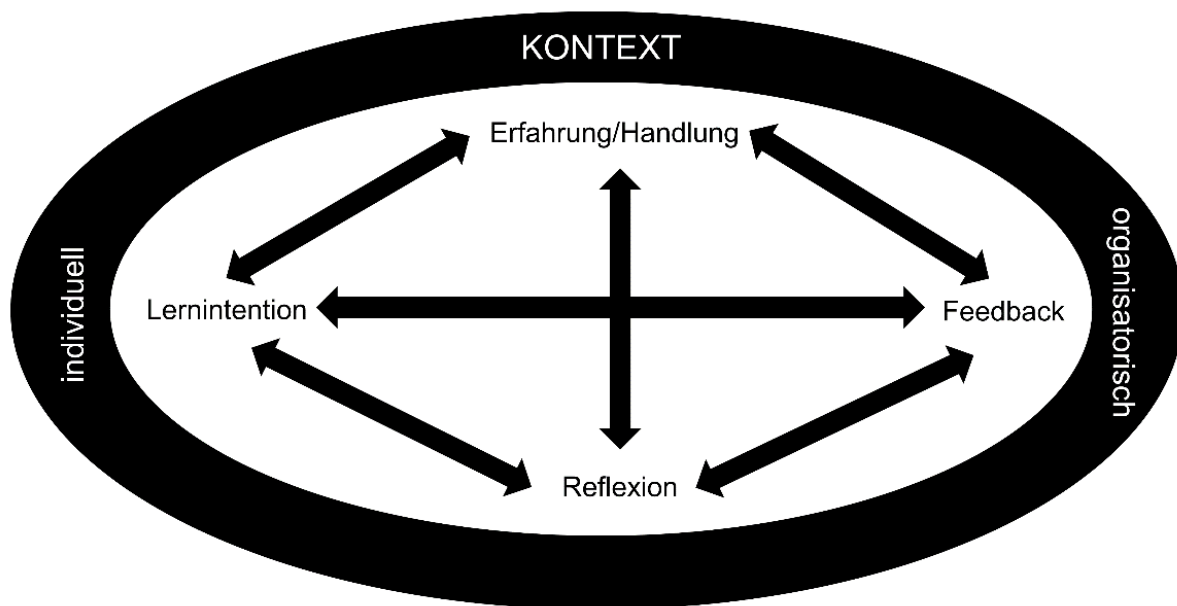 KONTEXT
Erfahrung/Handlung
individuell
Lernintention
Feedback
organisatorisch
Reflexion